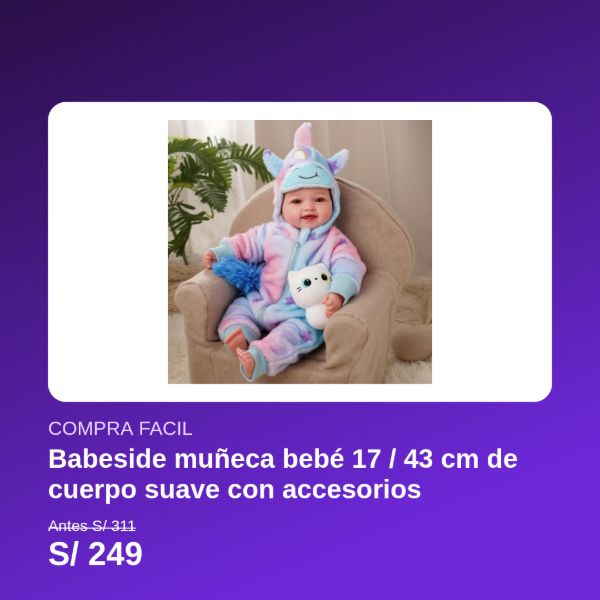 COMPRA FACIL
Babeside muñeca bebé 17 / 43 cm de
cuerpo suave con accesorios
Antes S/ 311
S/ 249